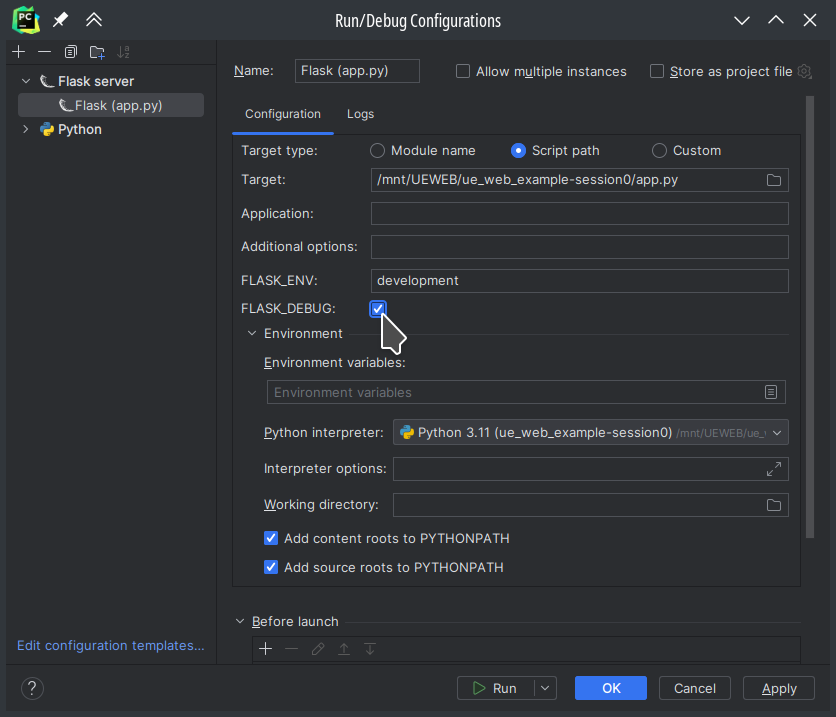 PC
Run/Debug Configurations
Flask server
Flask (app.py)
Python
Name: Flask (app.py) Allow multiple instances Store as project file
Configuration Logs
Target type: Module name Script path Custom
Target: /mnt/UEWEB/ue_web_example-session0/app.py
Application:
Additional options:
FLASK_ENV: development
FLASK_DEBUG:
Environment
Environment variables:
Environment variables
Python interpreter: Python 3.11 (ue_web_example-session0) /mnt/UEWEB/ue_
Interpreter options:
Working directory:
Add content roots to PYTHONPATH
Add source roots to PYTHONPATH
Before launch
Edit configuration templates...
? Run OK Cancel Apply